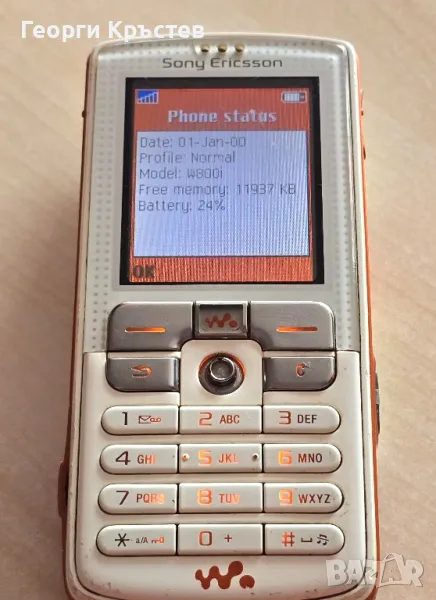 Георги Кръстев
Sony Ericsson
Phone status
Date: 01-Jan-00
Profile: Normal
Model: W800i
Free memory: 11937 KB
Battery: 24%
OK
1 2 ABC 3 DEF
4 GHI 5 JKL 6 MNO
7 PQRS 8 TUV 9 WXYZ
* a/A 0 + #
BAZAR